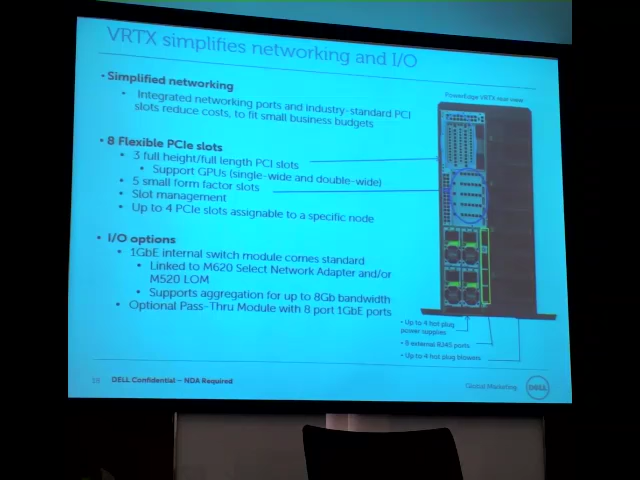 VRTX simplifies networking and I/O
• Simplified networking
• Integrated networking ports and industry-standard PCI
slots reduce costs, to fit small business budgets
• 8 Flexible PCIe slots
• 3 full height/full length PCI slots
• Support GPUs (single-wide and double-wide)
• 5 small form factor slots
• Slot management
• Up to 4 PCIe slots assignable to a specific node
• I/O options
• 1GbE internal switch module comes standard
• Linked to M620 Select Network Adapter and/or
M520 LOM
• Supports aggregation for up to 8Gb bandwidth
• Optional Pass-Thru Module with 8 port 1GbE ports
PowerEdge VRTX rear view
• Up to 4 hot plug
power supplies
• 8 external RJ45 ports
• Up to 4 hot plug blowers
18 DELL Confidential – NDA Required
Global Marketing
DELL